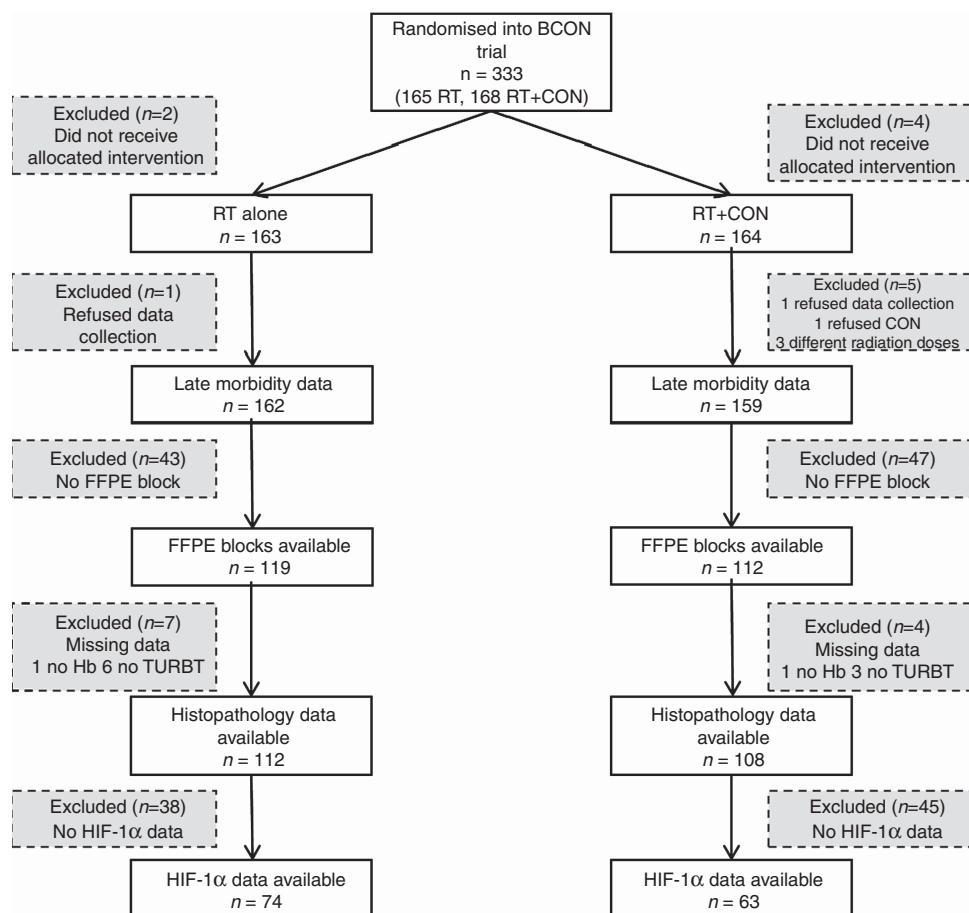 Randomised into BCON
trial
n = 333
(165 RT, 168 RT+CON)
Excluded (n=2)
Did not receive
allocated intervention
Excluded (n=4)
Did not receive
allocated intervention
RT alone
n = 163
RT+CON
n = 164
Excluded (n=1)
Refused data
collection
Excluded (n=5)
1 refused data collection
1 refused CON
3 different radiation doses
Late morbidity data
n = 162
Late morbidity data
n = 159
Excluded (n=43)
No FFPE block
Excluded (n=47)
No FFPE block
FFPE blocks available
n = 119
FFPE blocks available
n = 112
Excluded (n=7)
Missing data
1 no Hb 6 no TURBT
Excluded (n=4)
Missing data
1 no Hb 3 no TURBT
Histopathology data
available
n = 112
Histopathology data
available
n = 108
Excluded (n=38)
No HIF-1α data
Excluded (n=45)
No HIF-1α data
HIF-1α data available
n = 74
HIF-1α data available
n = 63